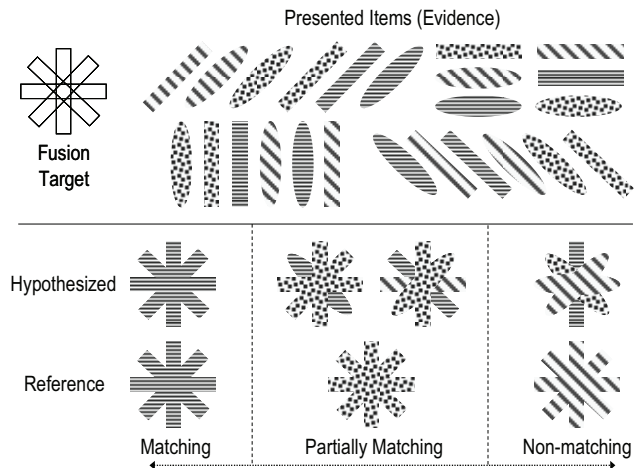 Presented Items (Evidence)
Fusion
Target
Hypothesized
Reference
Matching
Partially Matching
Non-matching